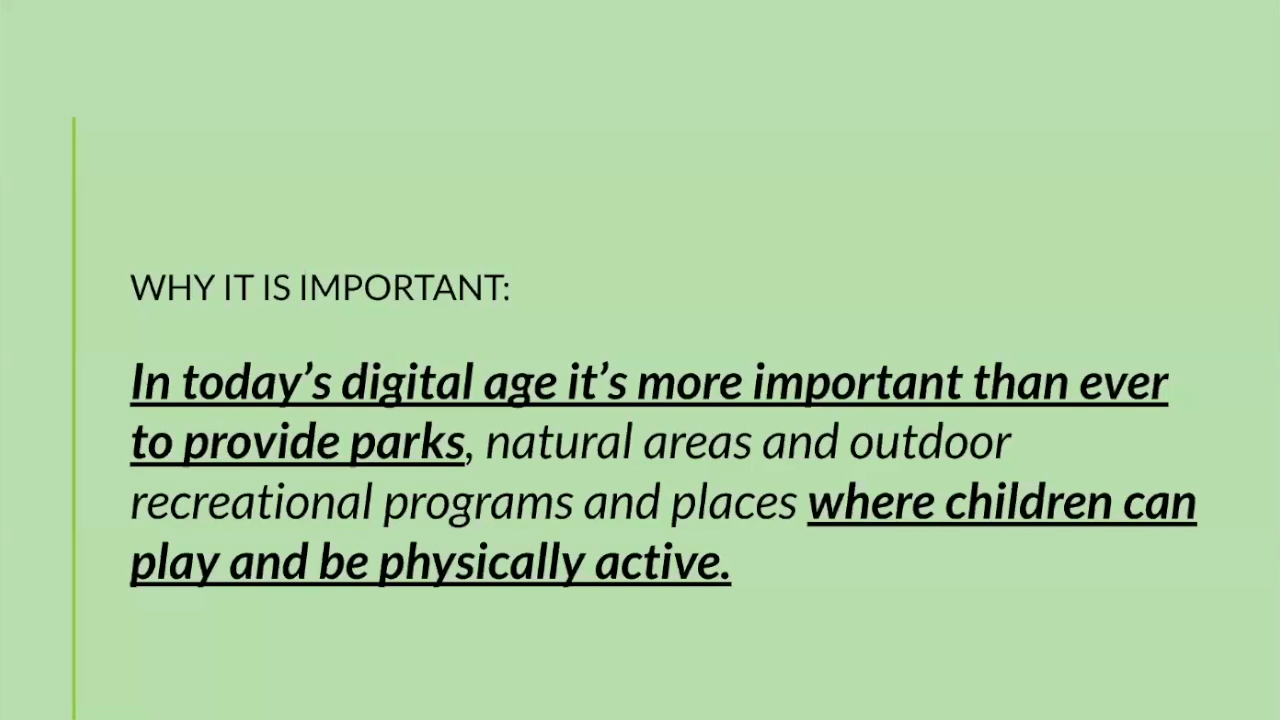 WHY IT IS IMPORTANT:
In today’s digital age it’s more important than ever
to provide parks, natural areas and outdoor
recreational programs and places where children can
play and be physically active.